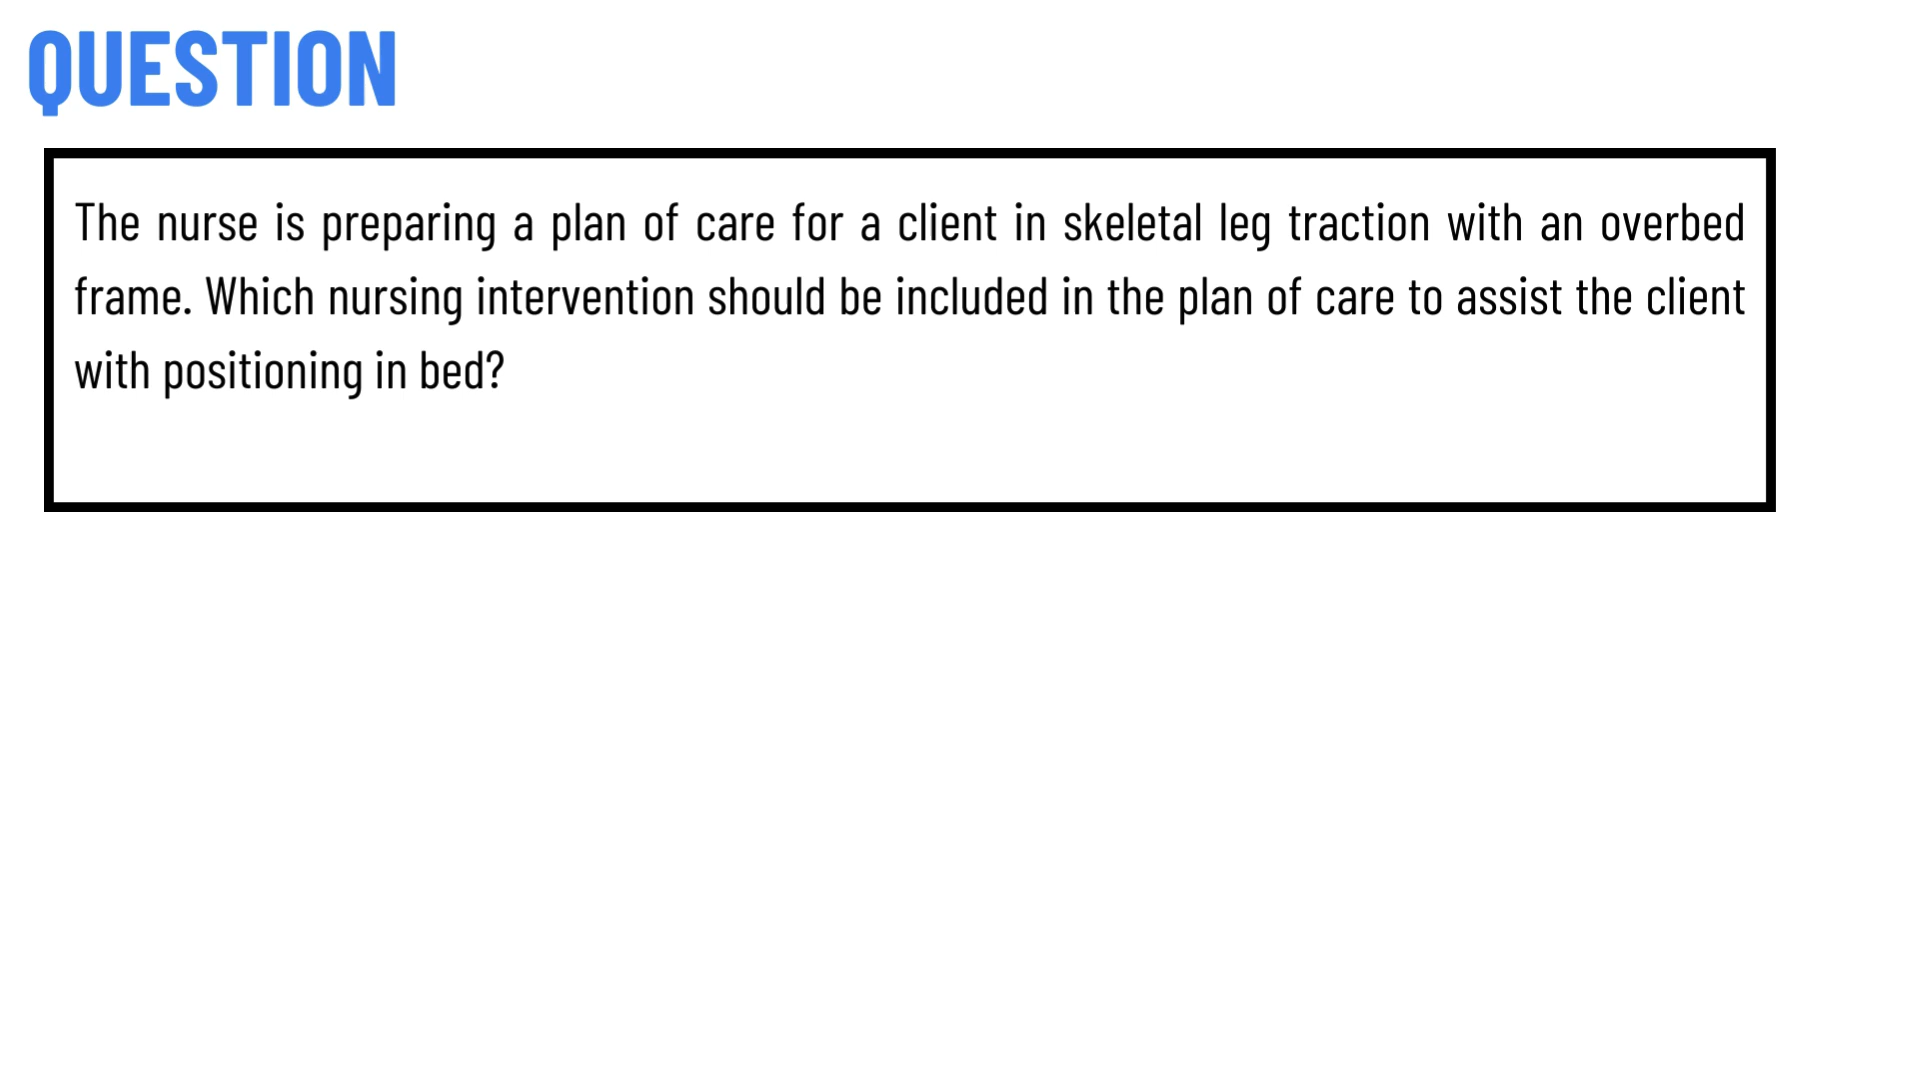 QUESTION
The nurse is preparing a plan of care for a client in skeletal leg traction with an overbed
frame. Which nursing intervention should be included in the plan of care to assist the client
with positioning in bed?